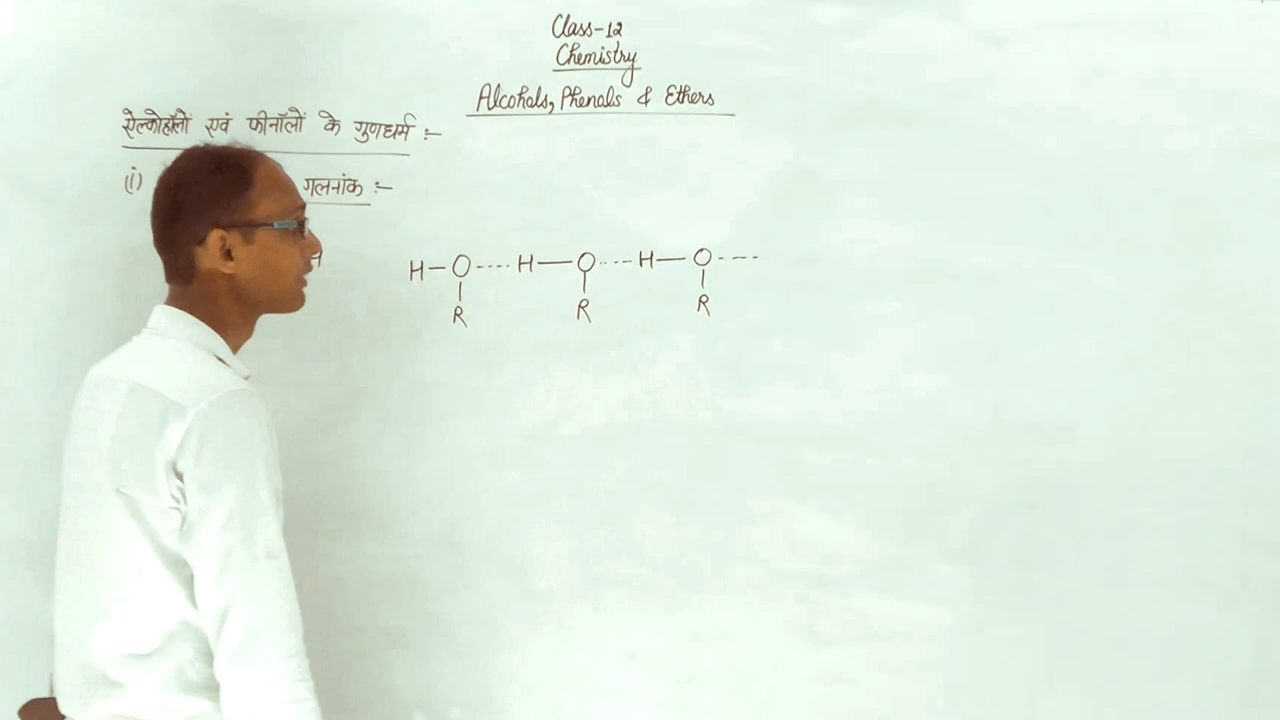 Class-12
Chemistry
Alcohols, Phenols & Ethers
ऐल्कोहॉलों एवं फीनॉलों के गुणधर्म :-
(i) गलनांक :-
H-O----H-O----H-O----
R R R